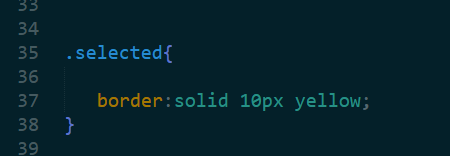 33
34
35 .selected{
36
37 border:solid 10px yellow;
38 }
39